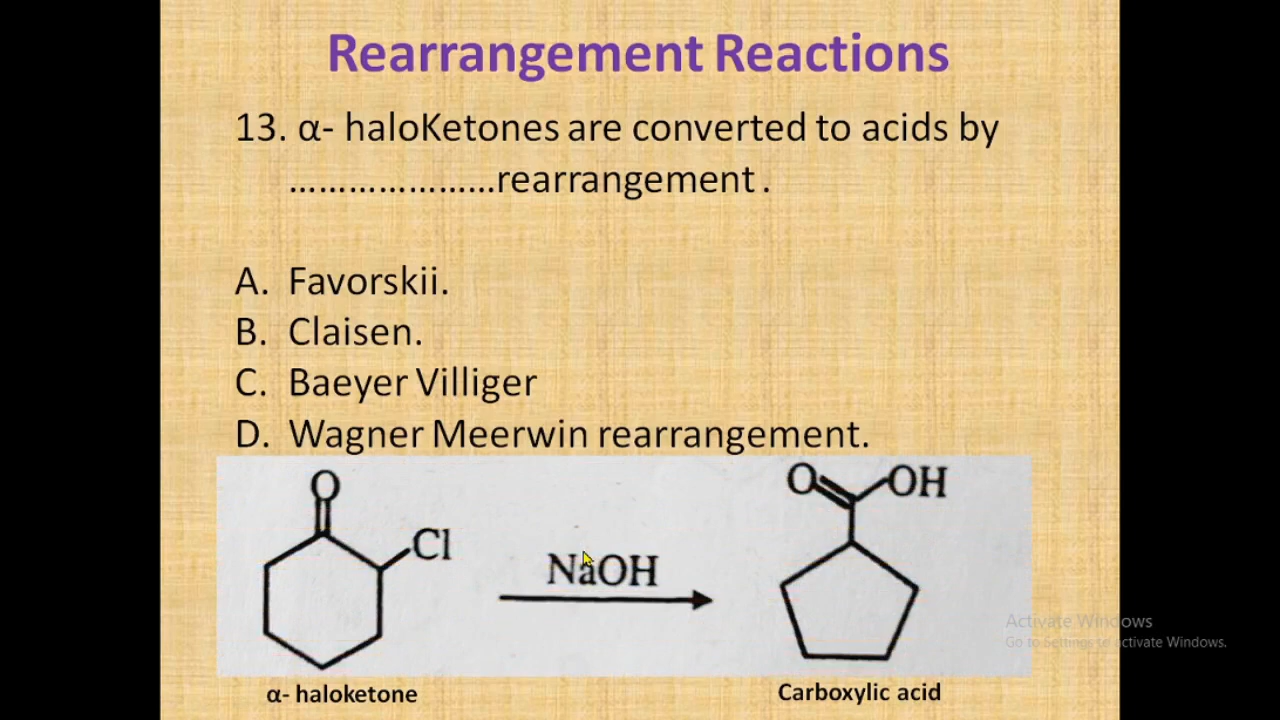 Rearrangement Reactions
13. α- haloKetones are converted to acids by
.....................rearrangement .
A. Favorskii.
B. Claisen.
C. Baeyer Villiger
D. Wagner Meerwin rearrangement.
O
Cl
NaOH
O OH
α- haloketone
Carboxylic acid
Activate Windows
Go to Settings to activate Windows.